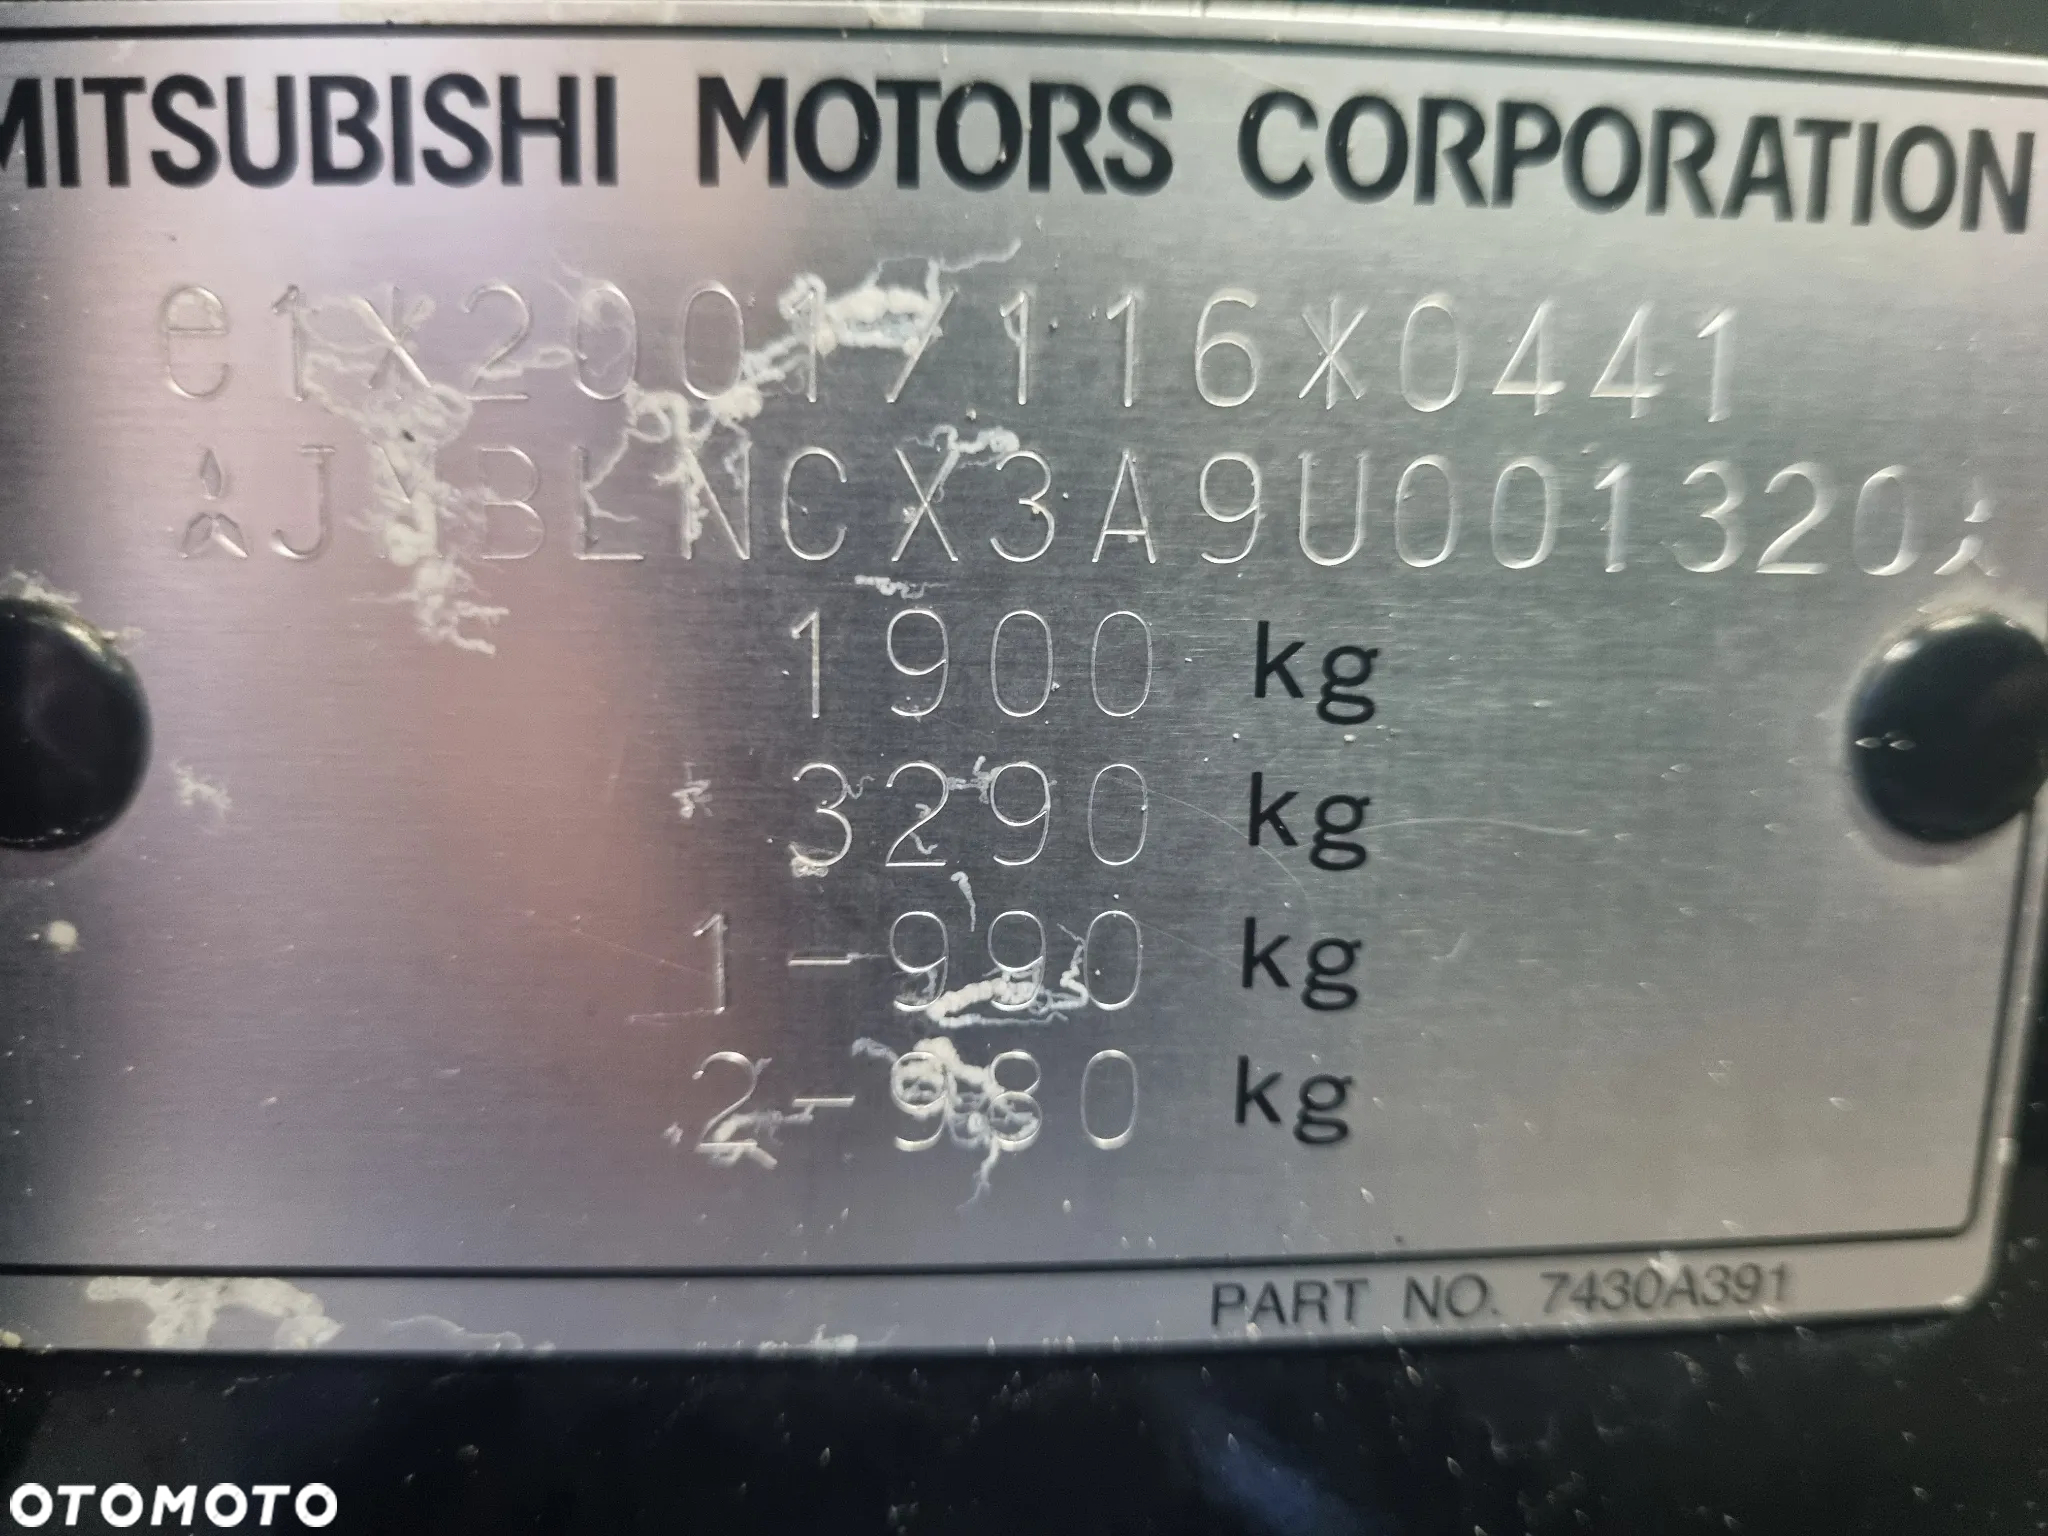 MITSUBISHI MOTORS CORPORATION
e1*2001/116*0441
JMBLNCX3A9U001320
1900 kg
3290 kg
1-990 kg
2-980 kg
PART NO. 7430A391
OTOMOTO